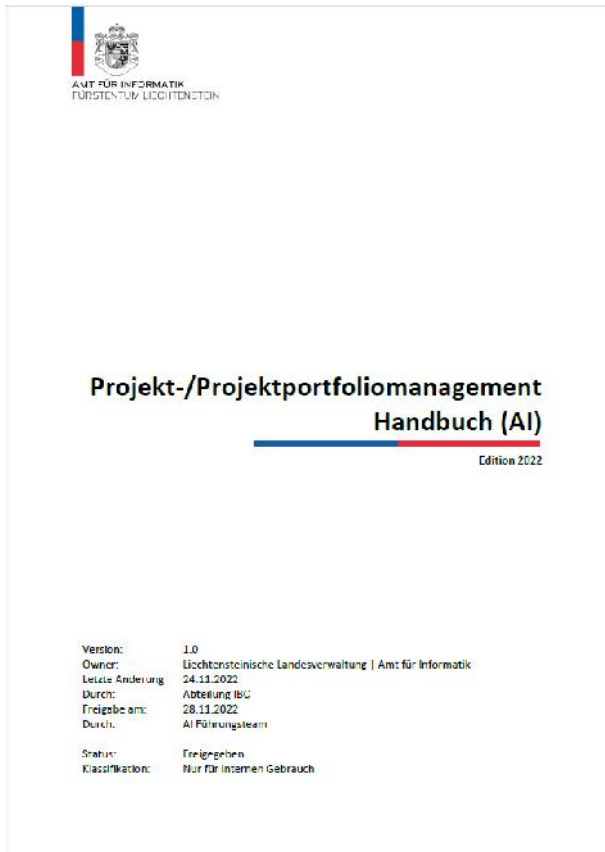 AMT FÜR INFORMATIK
FÜRSTENTUM LIECHTENSTEIN
Projekt-/Projektportfoliomanagement
Handbuch (AI)
Edition 2022
Version: 1.0
Owner: Liechtensteinische Landesverwaltung | Amt für Informatik
Letzte Änderung 24.11.2022
Durch: Abteilung IBC
Freigabe am: 28.11.2022
Durch: AI Führungsteam
Status: Freigegeben
Klassifikation: Nur für internen Gebrauch